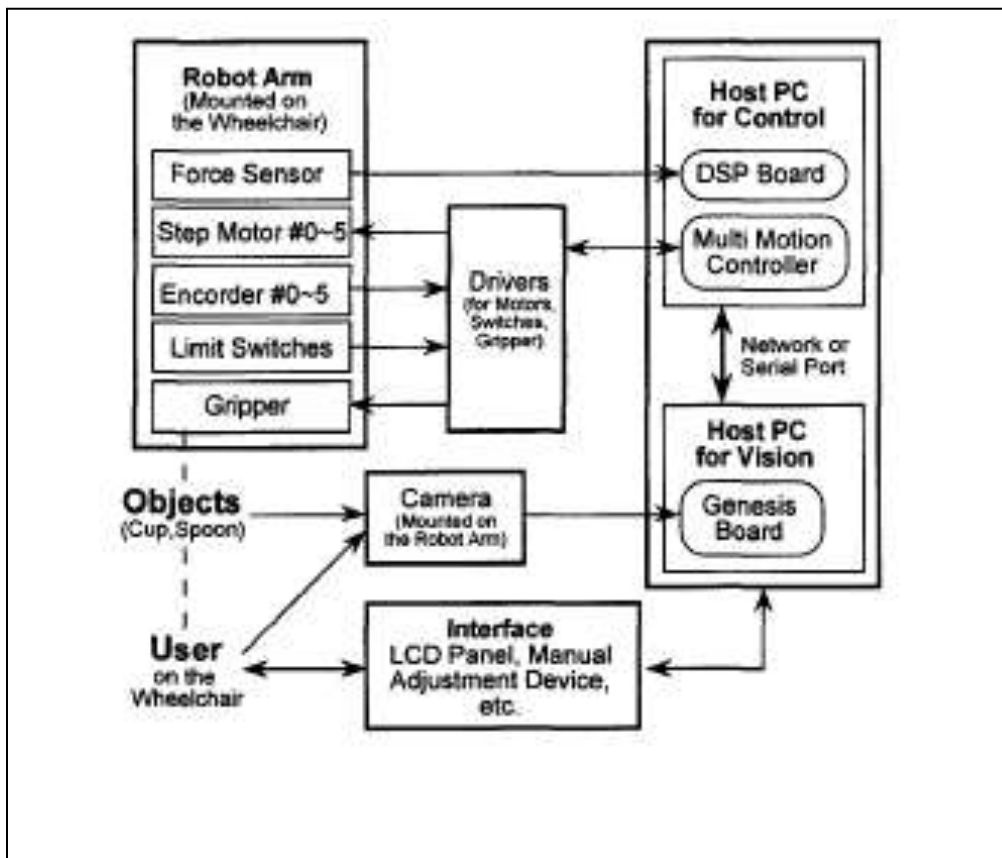 Robot Arm
(Mounted on
the Wheelchair)
Force Sensor
Step Motor #0~5
Encorder #0~5
Limit Switches
Gripper
Drivers
(for Motors,
Switches,
Gripper)
Host PC
for Control
DSP Board
Multi Motion
Controller
Network or
Serial Port
Host PC
for Vision
Genesis
Board
Objects
(Cup,Spoon)
Camera
(Mounted on
the Robot Arm)
User
on the
Wheelchair
Interface
LCD Panel, Manual
Adjustment Device,
etc.